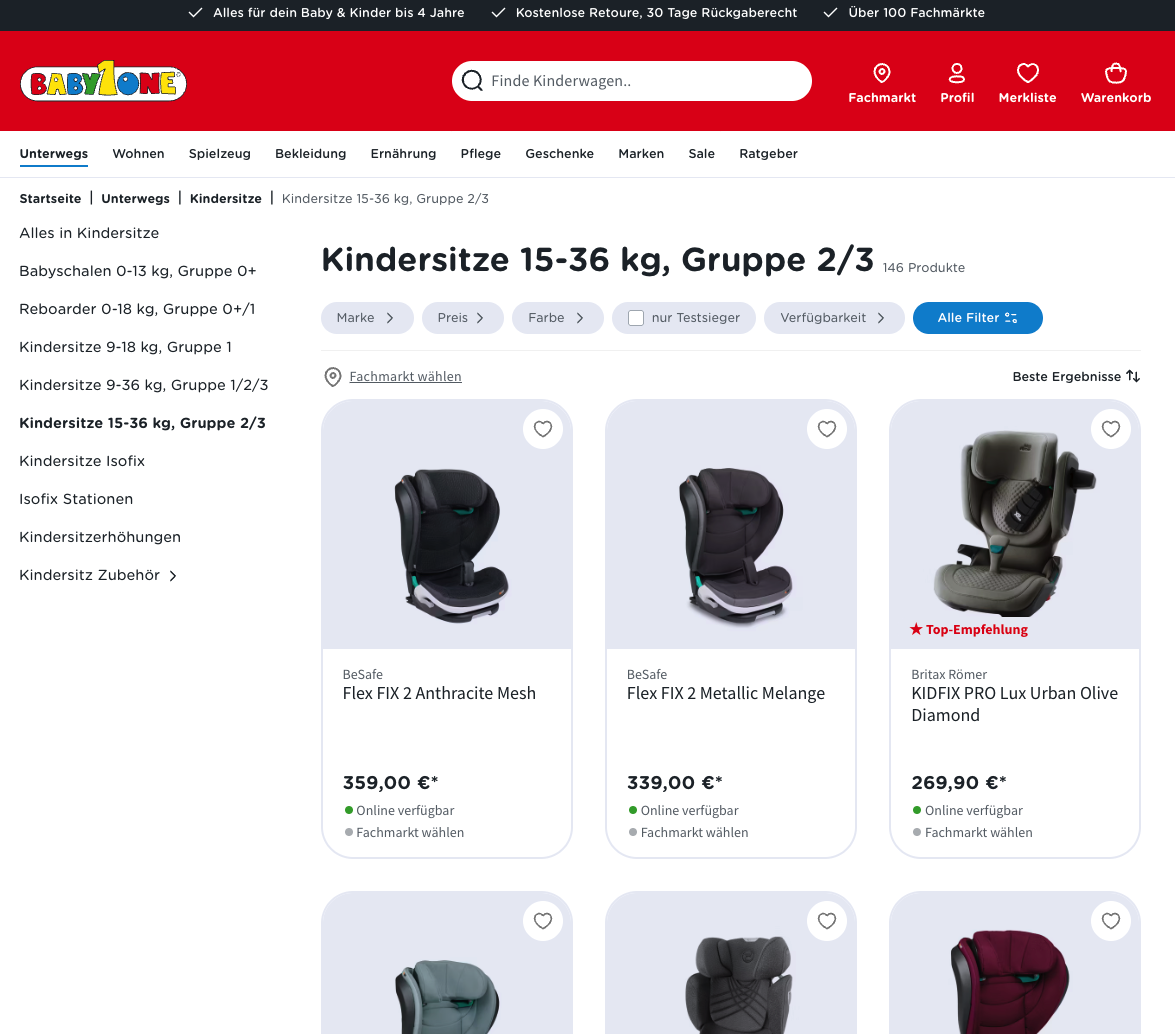 Alles für dein Baby & Kinder bis 4 Jahre
Kostenlose Retoure, 30 Tage Rückgaberecht
Über 100 Fachmärkte
BABY1ONE
Finde Kinderwagen..
Fachmarkt
Profil
Merkliste
Warenkorb
Unterwegs
Wohnen
Spielzeug
Bekleidung
Ernährung
Pflege
Geschenke
Marken
Sale
Ratgeber
Startseite | Unterwegs | Kindersitze | Kindersitze 15-36 kg, Gruppe 2/3
Alles in Kindersitze
Babyschalen 0-13 kg, Gruppe 0+
Reboarder 0-18 kg, Gruppe 0+/1
Kindersitze 9-18 kg, Gruppe 1
Kindersitze 9-36 kg, Gruppe 1/2/3
Kindersitze 15-36 kg, Gruppe 2/3
Kindersitze Isofix
Isofix Stationen
Kindersitzerhöhungen
Kindersitz Zubehör
Kindersitze 15-36 kg, Gruppe 2/3
146 Produkte
Marke
Preis
Farbe
nur Testsieger
Verfügbarkeit
Alle Filter
Fachmarkt wählen
Beste Ergebnisse
BeSafe
Flex FIX 2 Anthracite Mesh
359,00 €*
Online verfügbar
Fachmarkt wählen
BeSafe
Flex FIX 2 Metallic Melange
339,00 €*
Online verfügbar
Fachmarkt wählen
Top-Empfehlung
Britax Römer
KIDFIX PRO Lux Urban Olive
Diamond
269,90 €*
Online verfügbar
Fachmarkt wählen